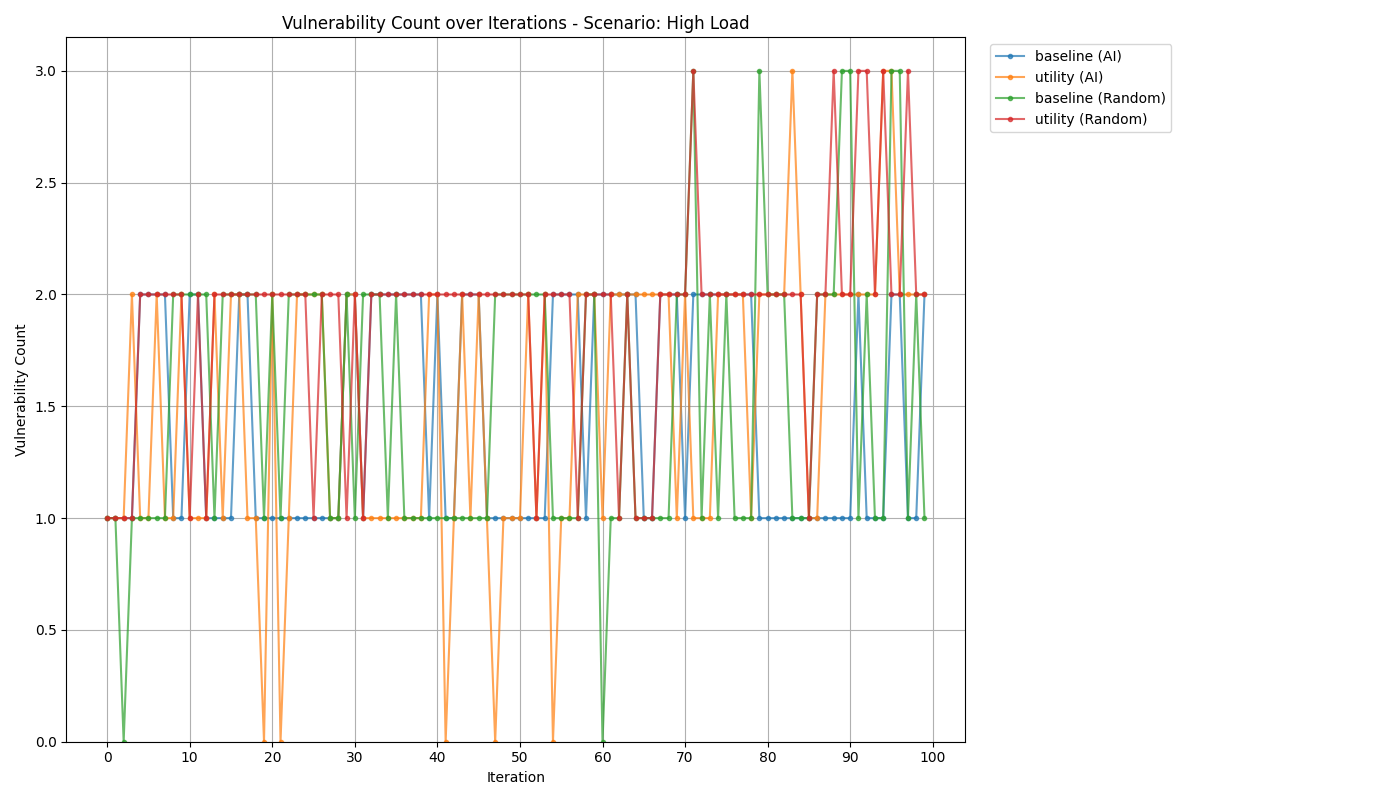 Vulnerability Count over Iterations - Scenario: High Load
baseline (AI)
utility (AI)
baseline (Random)
utility (Random)
Vulnerability Count
3.0
2.5
2.0
1.5
1.0
0.5
0.0
0 10 20 30 40 50 60 70 80 90 100
Iteration